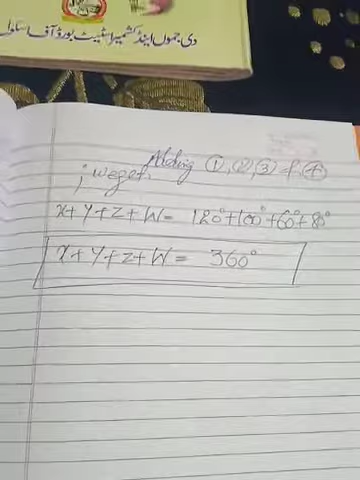 دی جموں اینڈ کشمیر اسٹیٹ بورڈ آف اسکول
Adding ①,②,③ & ④
; we get.
x+y+z+w= 120°+100°+60°+80°
x+y+z+w= 360°